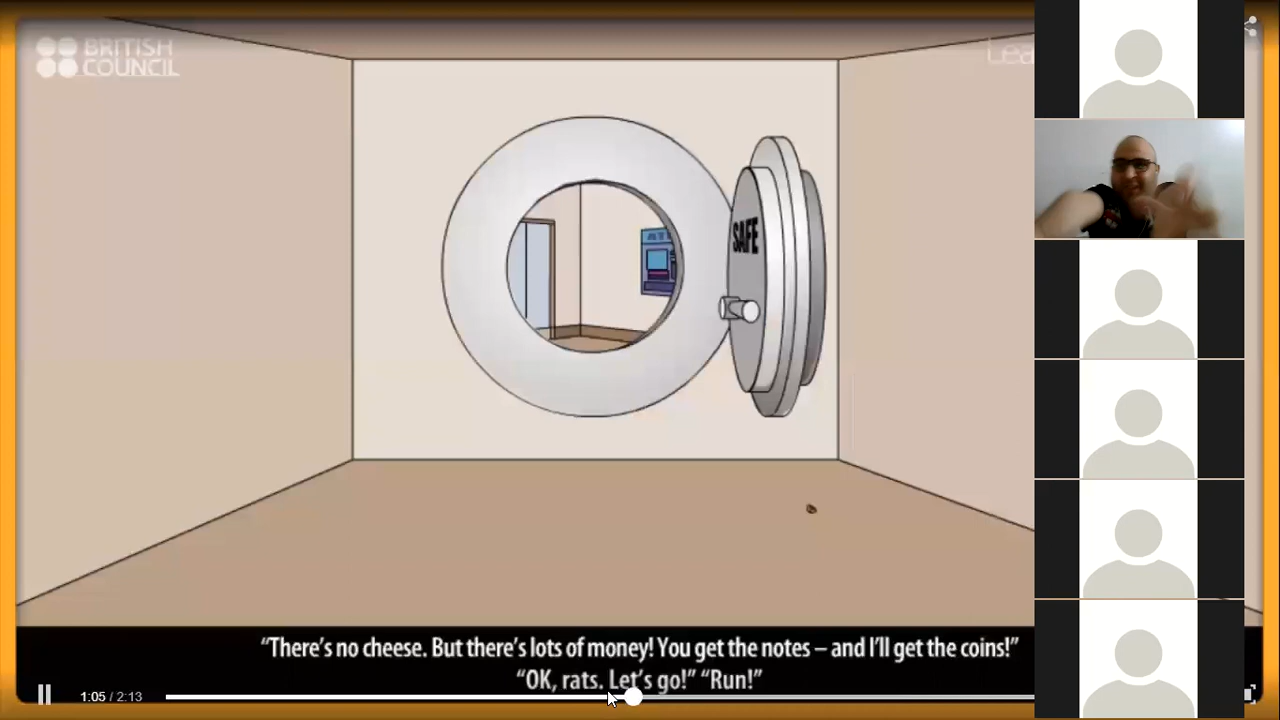 BRITISH
COUNCIL
Lea
SAFE
“There's no cheese. But there's lots of money! You get the notes – and I'll get the coins!”
“OK, rats. Let's go!” “Run!”
1:05 / 2:13